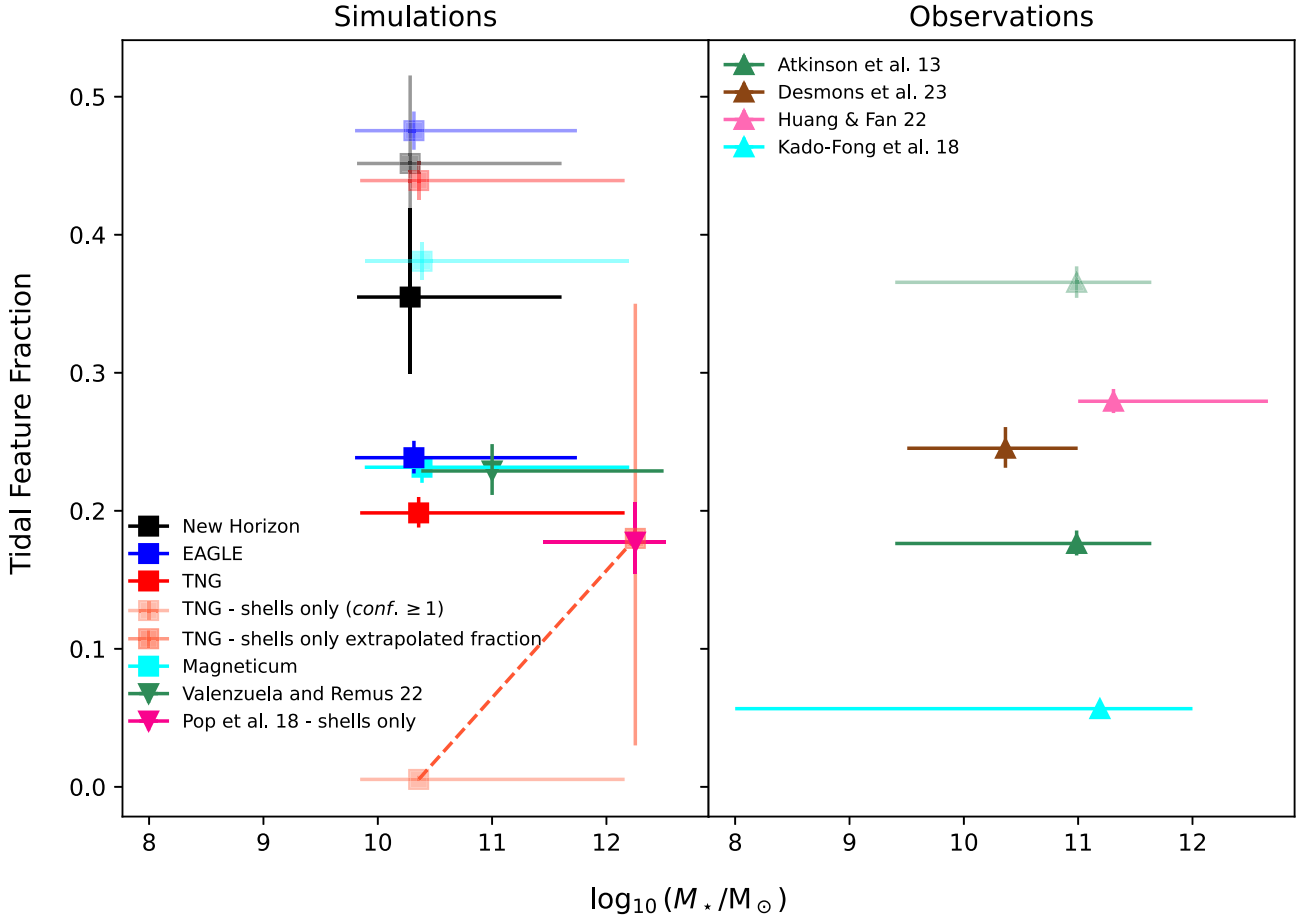 Simulations
Observations
Tidal Feature Fraction
0.5
0.4
0.3
0.2
0.1
0.0
New Horizon
EAGLE
TNG
TNG - shells only (conf. ≥ 1)
TNG - shells only extrapolated fraction
Magneticum
Valenzuela and Remus 22
Pop et al. 18 - shells only
Atkinson et al. 13
Desmons et al. 23
Huang & Fan 22
Kado-Fong et al. 18
8 9 10 11 12
8 9 10 11 12
log₁₀(M⋆/M⊙)